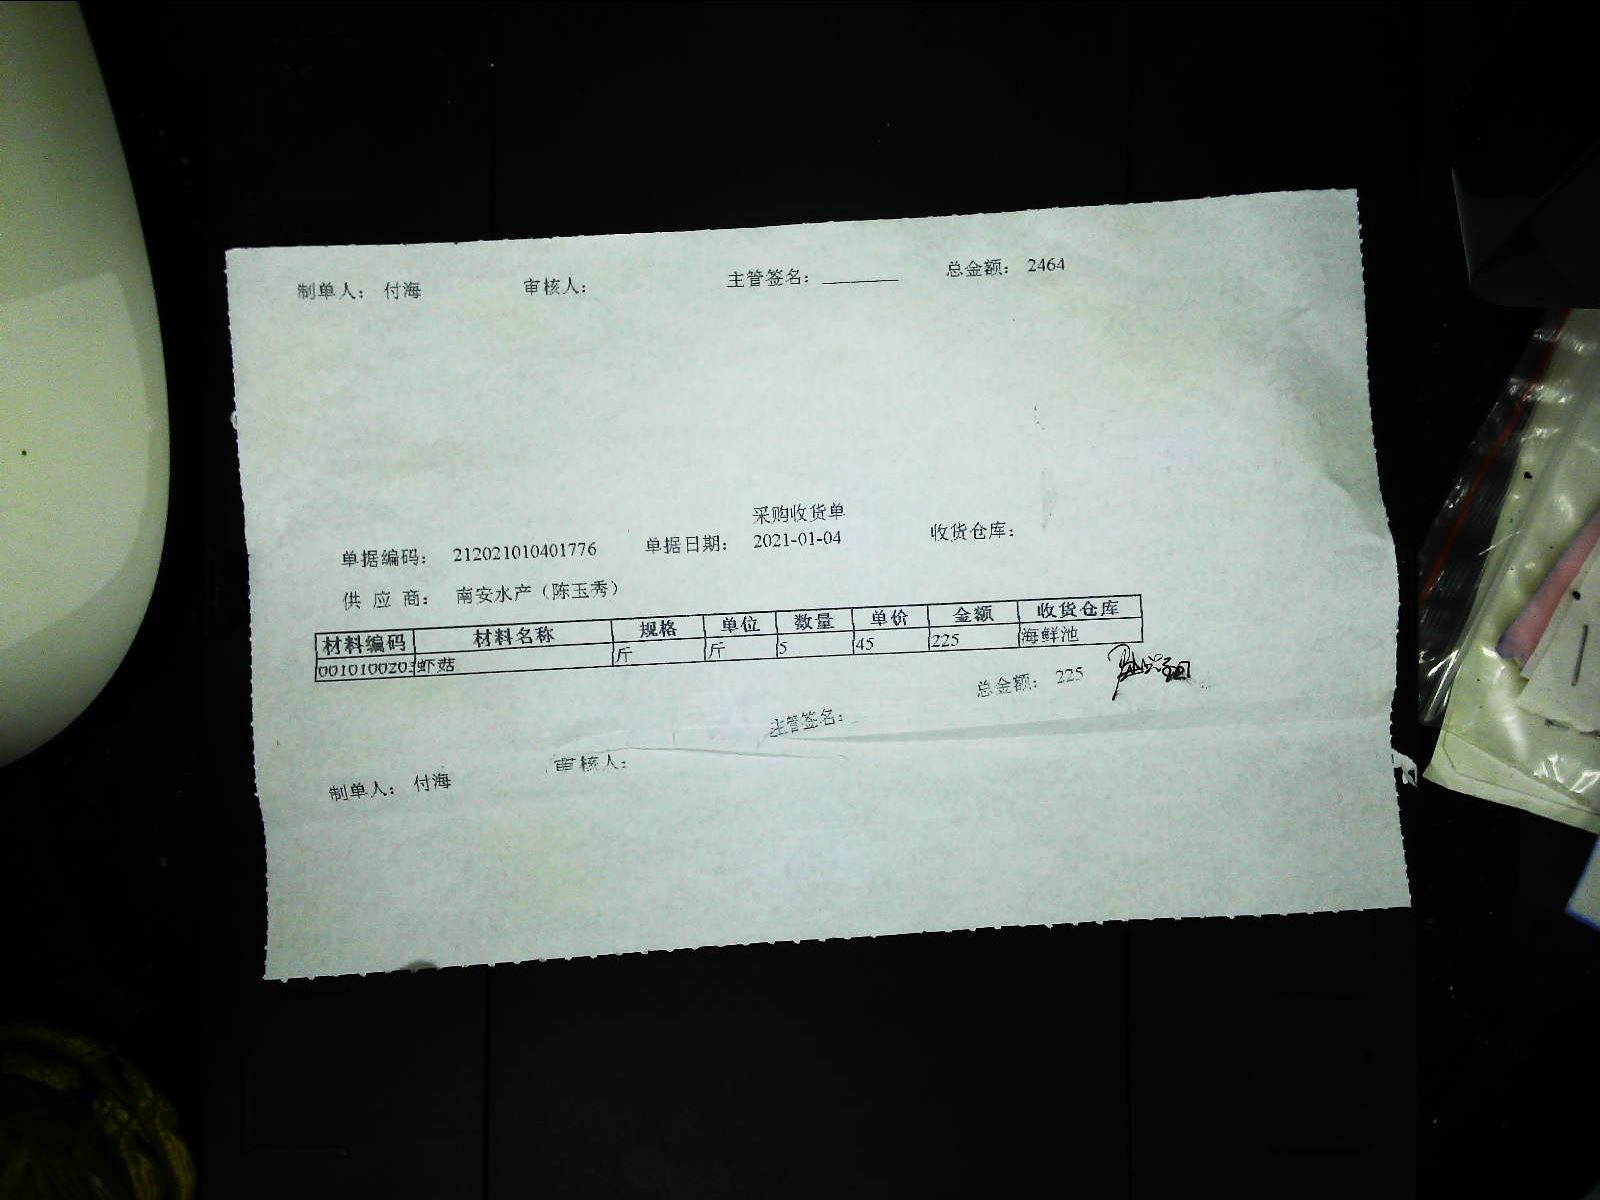 制单人： 付海 审核人： 主管签名：________ 总金额： 2464
采购收货单
单据编码： 212021010401776 单据日期： 2021-01-04 收货仓库：
供 应 商： 南安水产（陈玉秀）
材料编码 材料名称 规格 单位 数量 单价 金额 收货仓库
0010100203 虾菇 斤 斤 5 45 225 海鲜池
总金额： 225
主管签名：
制单人： 付海 审核人：